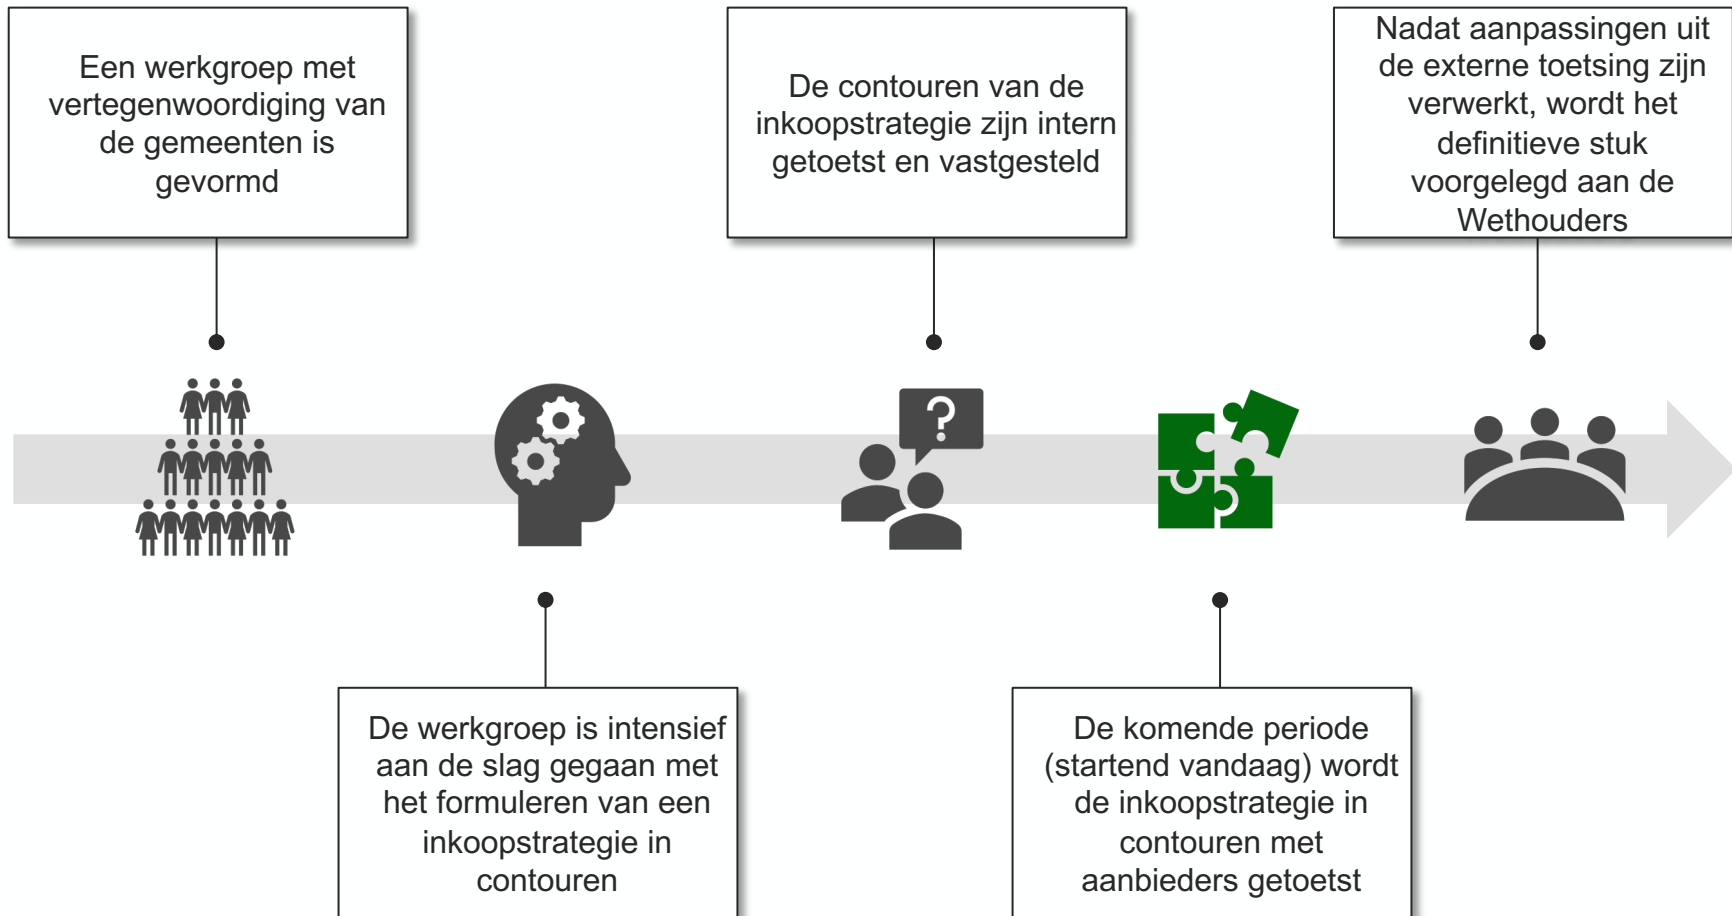 Een werkgroep met
vertegenwoordiging van
de gemeenten is
gevormd
De werkgroep is intensief
aan de slag gegaan met
het formuleren van een
inkoopstrategie in
contouren
De contouren van de
inkoopstrategie zijn intern
getoetst en vastgesteld
?
De komende periode
(startend vandaag) wordt
de inkoopstrategie in
contouren met
aanbieders getoetst
Nadat aanpassingen uit
de externe toetsing zijn
verwerkt, wordt het
definitieve stuk
voorgelegd aan de
Wethouders